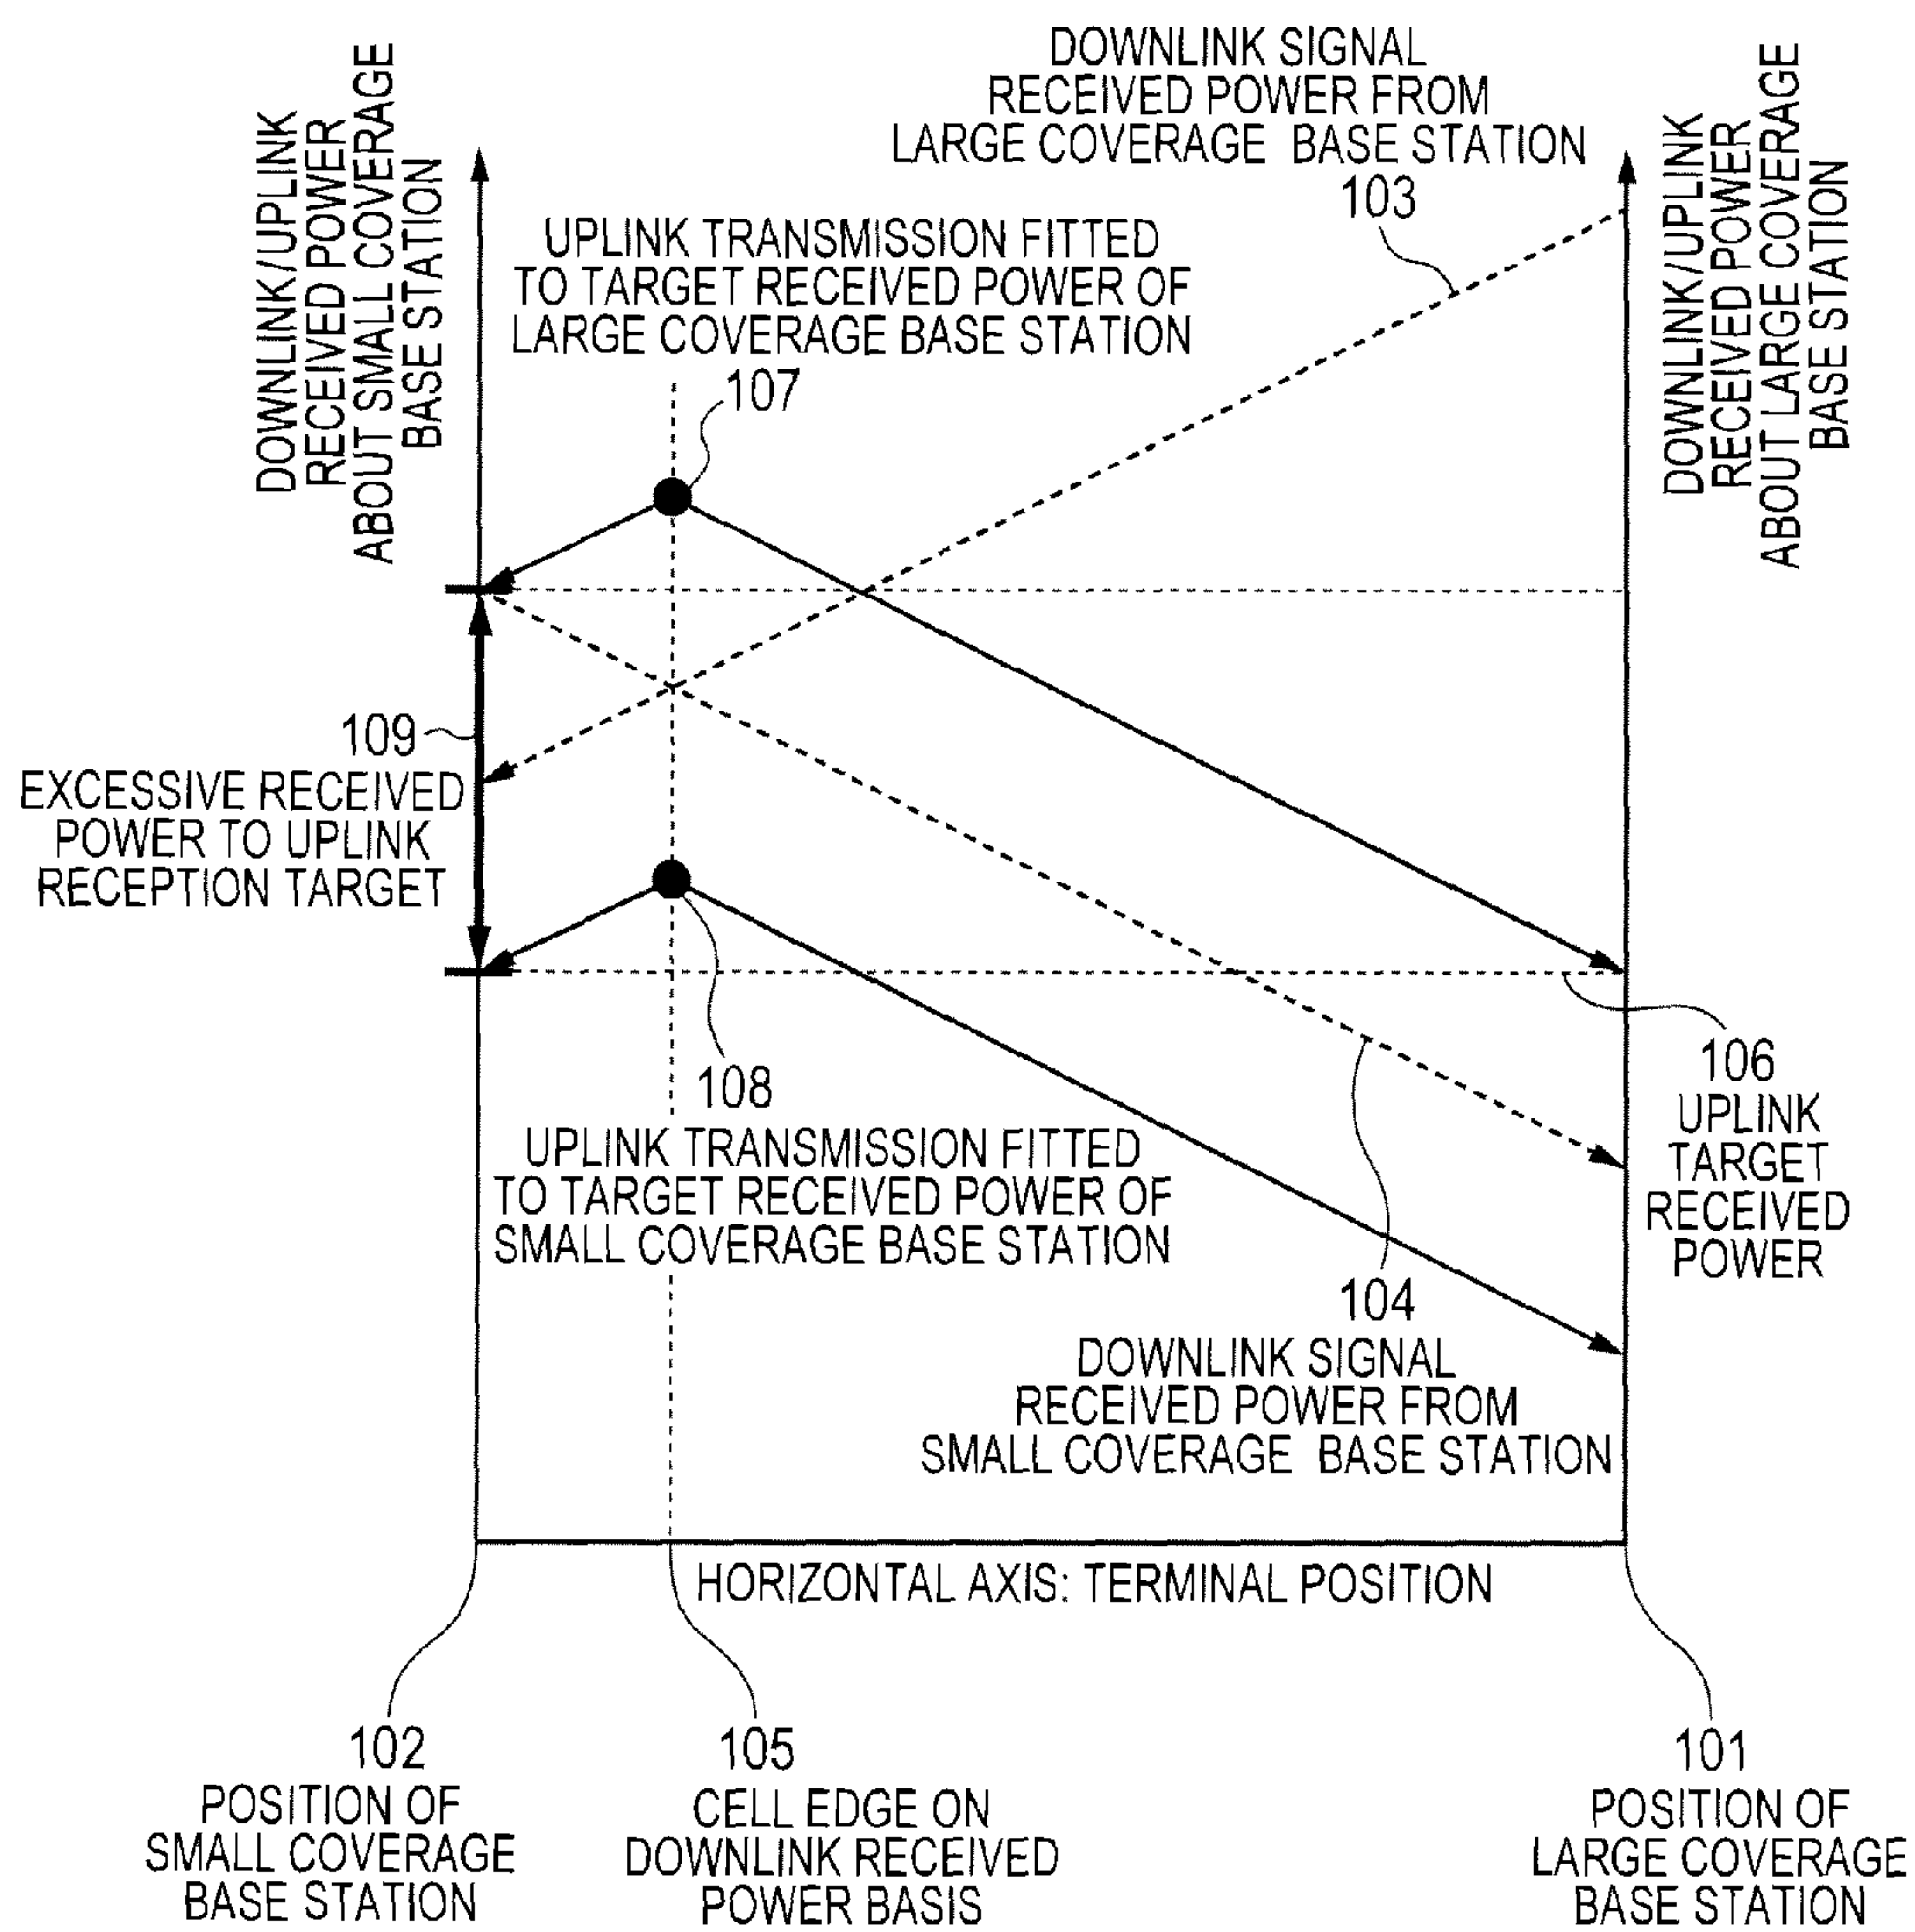 DOWNLINK/UPLINK
RECEIVED POWER
ABOUT SMALL COVERAGE
BASE STATION
DOWNLINK SIGNAL
RECEIVED POWER FROM
LARGE COVERAGE BASE STATION
103
DOWNLINK/UPLINK
RECEIVED POWER
ABOUT LARGE COVERAGE
BASE STATION
UPLINK TRANSMISSION FITTED
TO TARGET RECEIVED POWER OF
LARGE COVERAGE BASE STATION
107
109
EXCESSIVE RECEIVED
POWER TO UPLINK
RECEPTION TARGET
108
UPLINK TRANSMISSION FITTED
TO TARGET RECEIVED POWER OF
SMALL COVERAGE BASE STATION
106
UPLINK
TARGET
RECEIVED
POWER
104
DOWNLINK SIGNAL
RECEIVED POWER FROM
SMALL COVERAGE BASE STATION
HORIZONTAL AXIS: TERMINAL POSITION
102
POSITION OF
SMALL COVERAGE
BASE STATION
105
CELL EDGE ON
DOWNLINK RECEIVED
POWER BASIS
101
POSITION OF
LARGE COVERAGE
BASE STATION